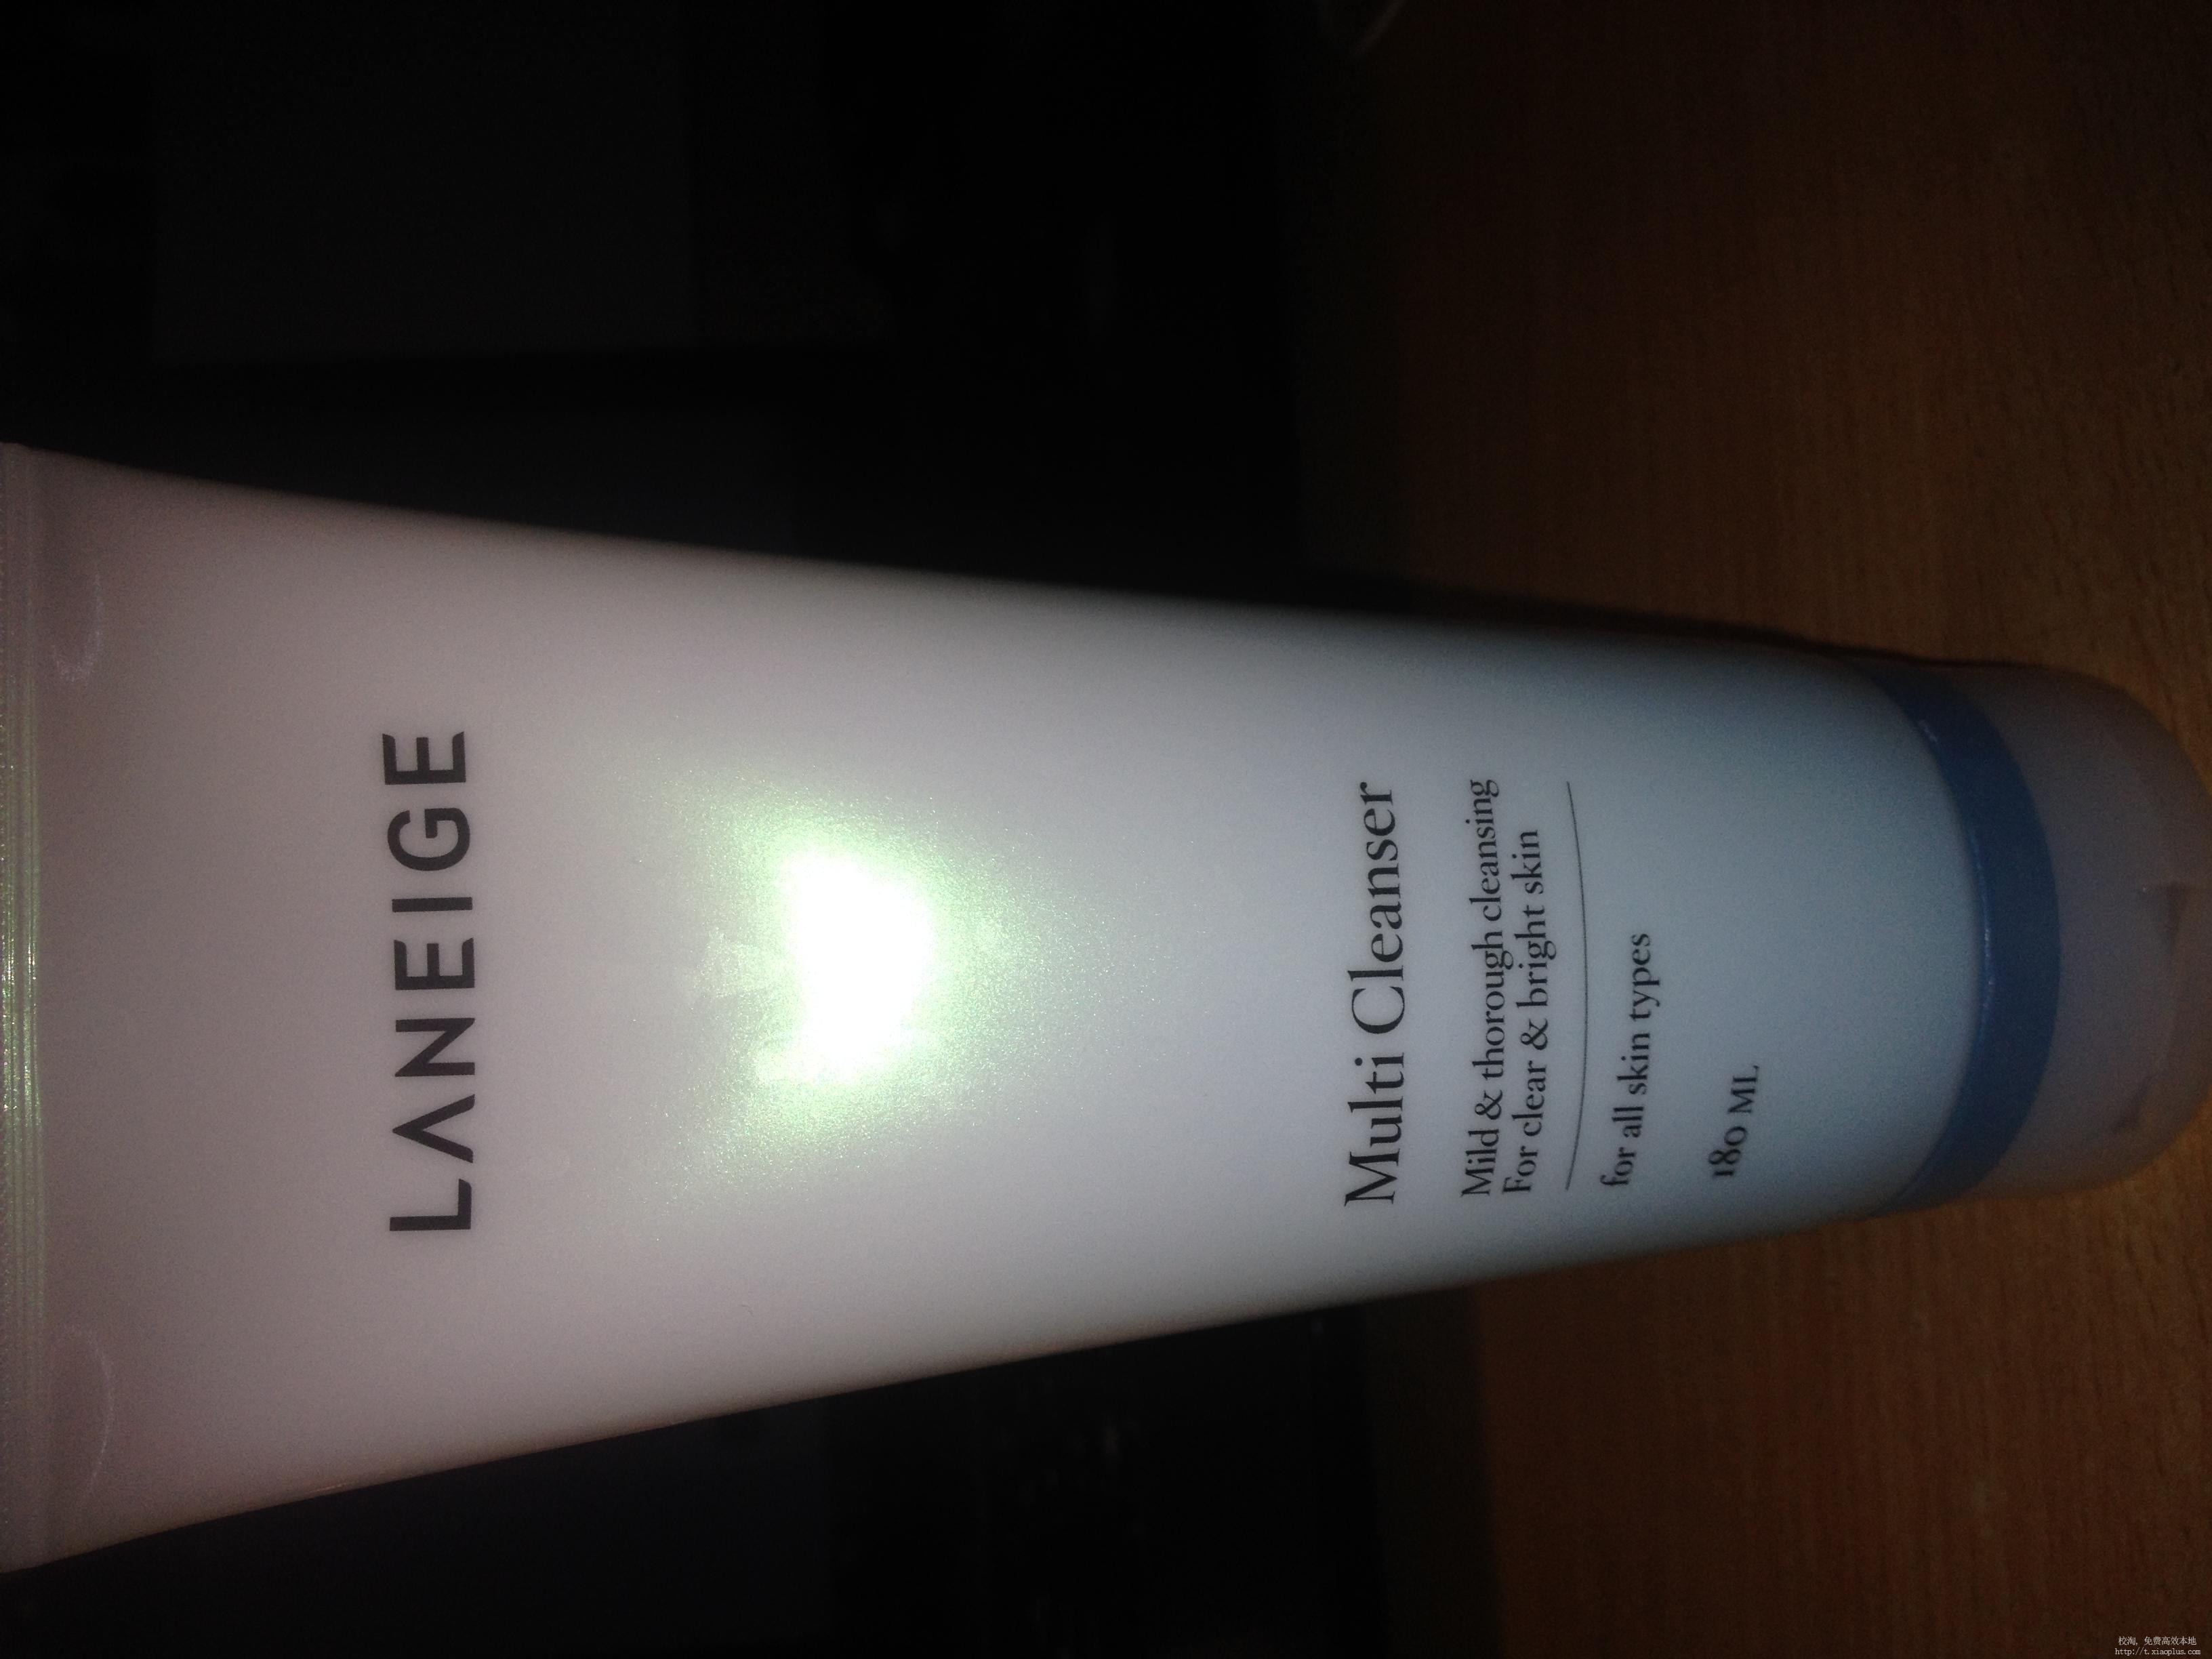 LANEIGE
Multi Cleanser
Mild & thorough cleansing
For clear & bright skin
for all skin types
180 ML
校淘, 免费高效本地
http://t.xiaoplus.com